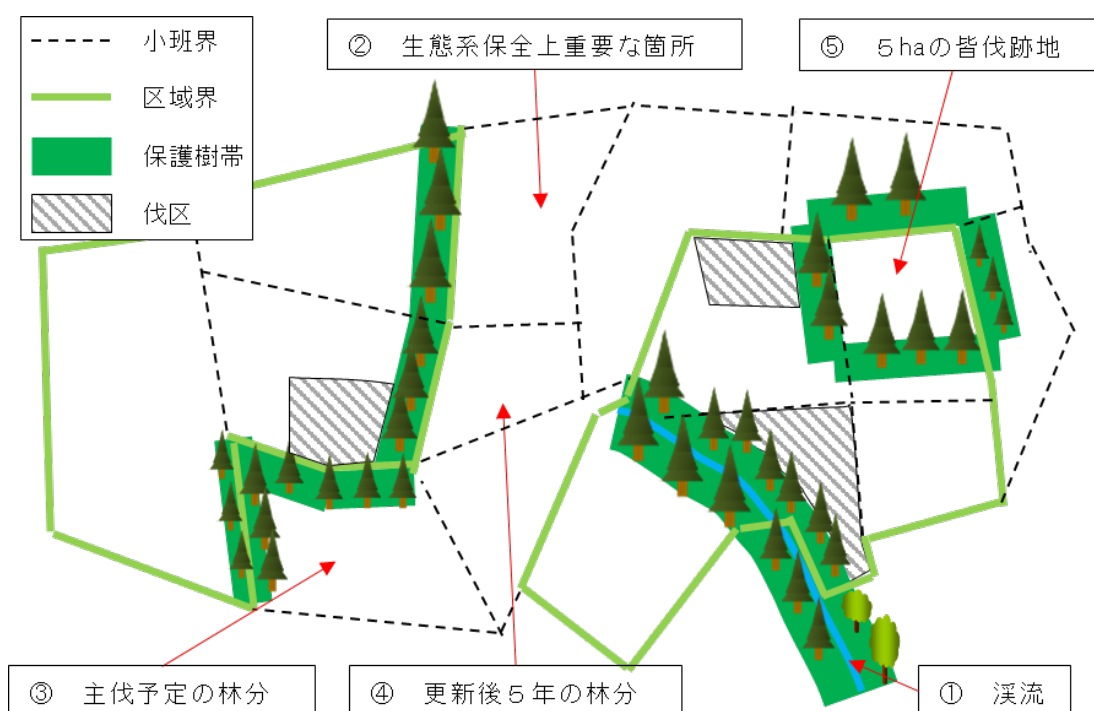 小班界
区域界
保護樹帯
伐区
② 生態系保全上重要な箇所
⑤ 5haの皆伐跡地
③ 主伐予定の林分
④ 更新後5年の林分
① 渓流